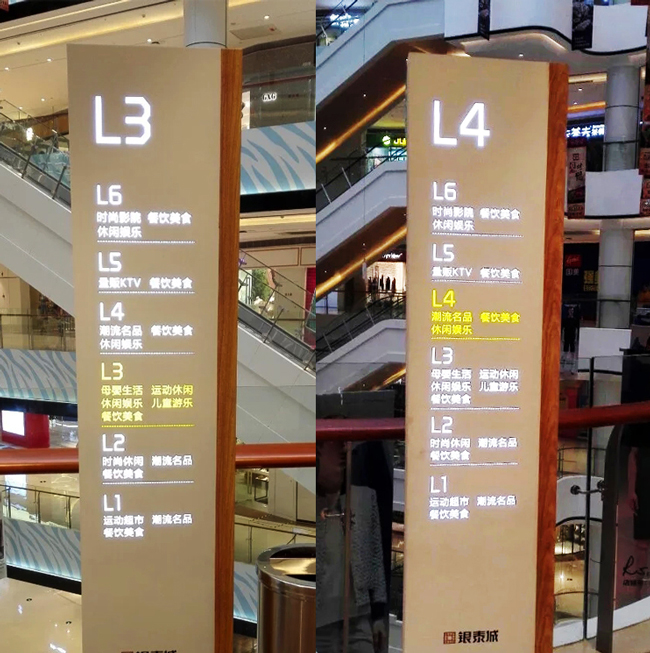 L3
L6
时尚影院 餐饮美食
休闲娱乐
L5
量贩KTV 餐饮美食
L4
潮流名品 餐饮美食
休闲娱乐
L3
母婴生活 运动休闲
休闲娱乐 儿童游乐
餐饮美食
L2
时尚休闲 潮流名品
餐饮美食
L1
运动超市 潮流名品
餐饮美食
L4
L6
时尚影院 餐饮美食
休闲娱乐
L5
量贩KTV 餐饮美食
L4
潮流名品 餐饮美食
休闲娱乐
L3
母婴生活 运动休闲
休闲娱乐 儿童游乐
餐饮美食
L2
时尚休闲 潮流名品
餐饮美食
L1
运动超市 潮流名品
餐饮美食
银泰城